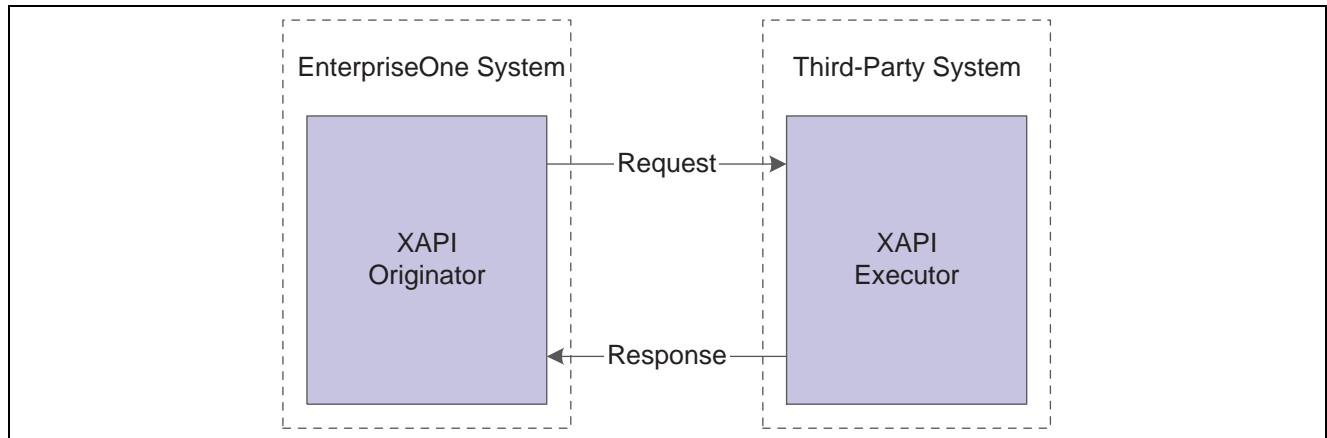 EnterpriseOne System
Third-Party System
Request
XAPI
Originator
XAPI
Executor
Response